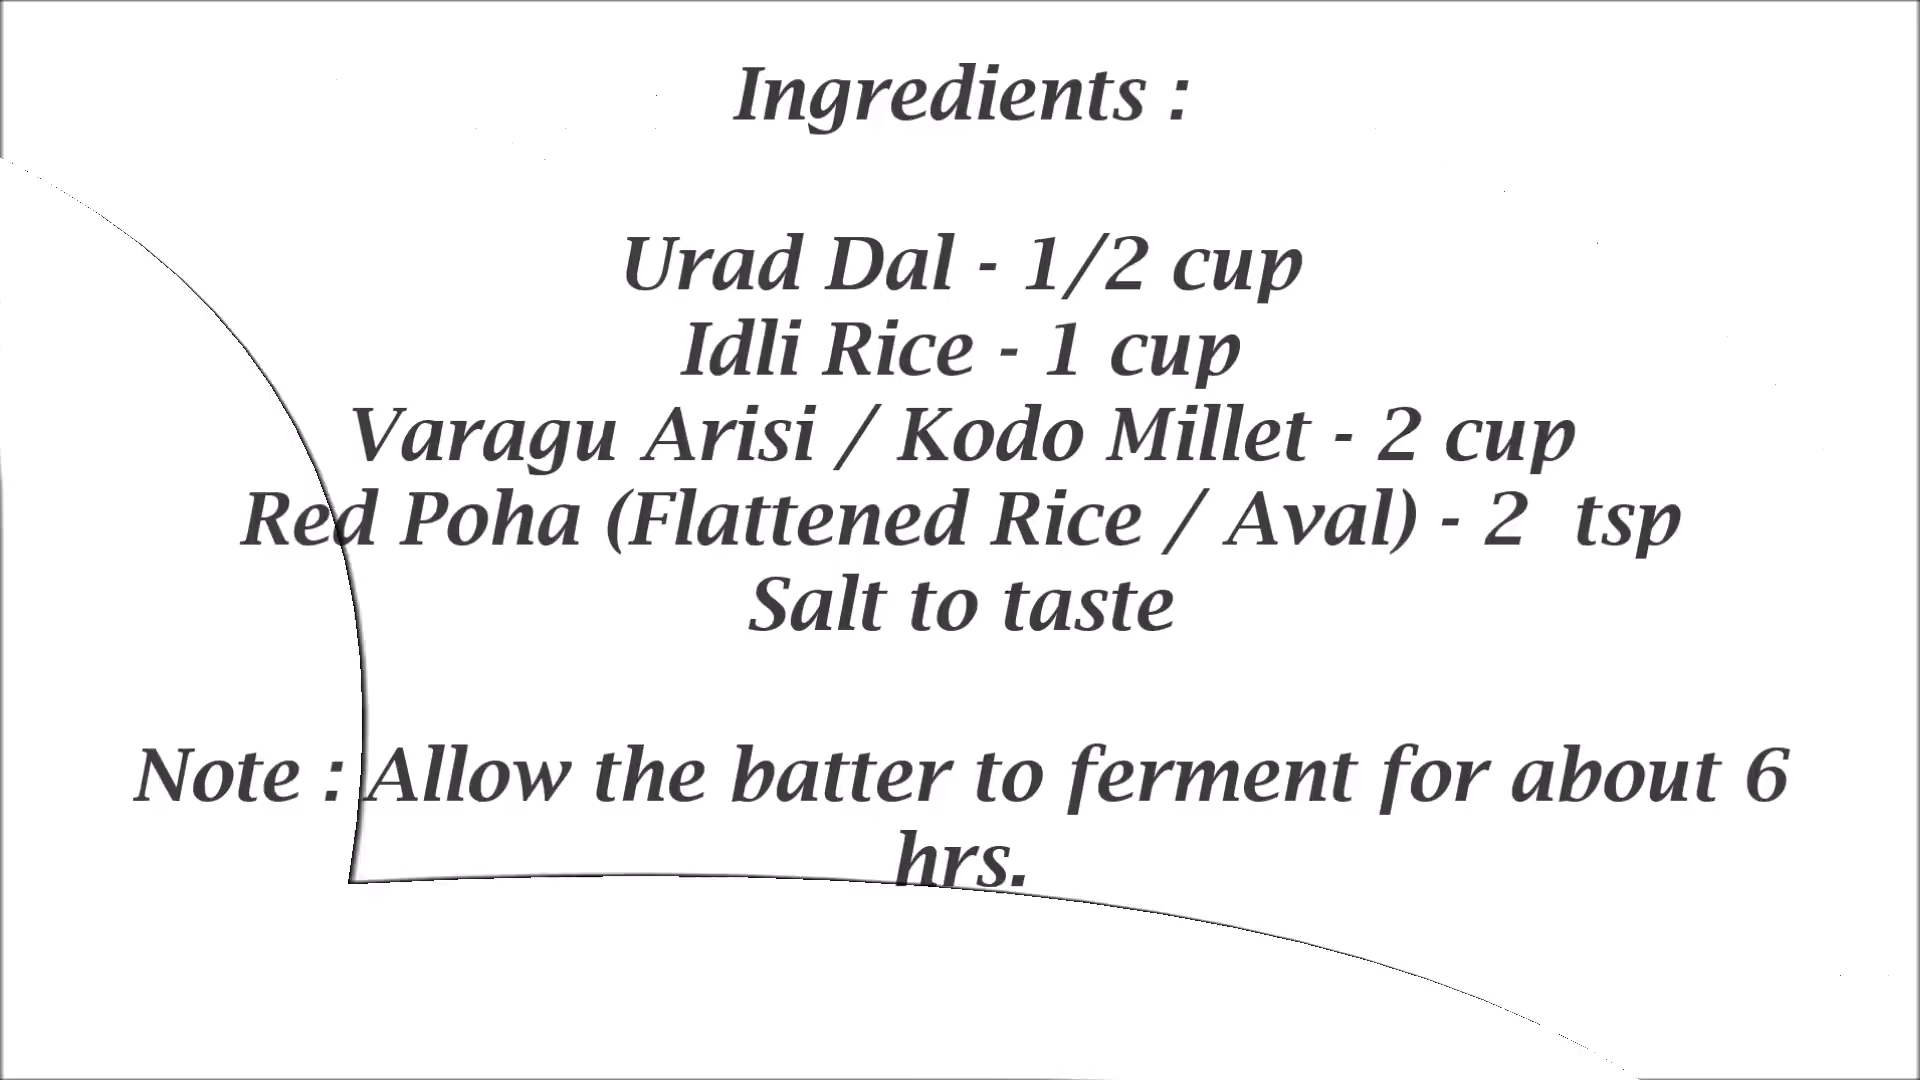 Ingredients :
Urad Dal - 1/2 cup
Idli Rice - 1 cup
Varagu Arisi / Kodo Millet - 2 cup
Red Poha (Flattened Rice / Aval) - 2 tsp
Salt to taste
Note : Allow the batter to ferment for about 6
hrs.